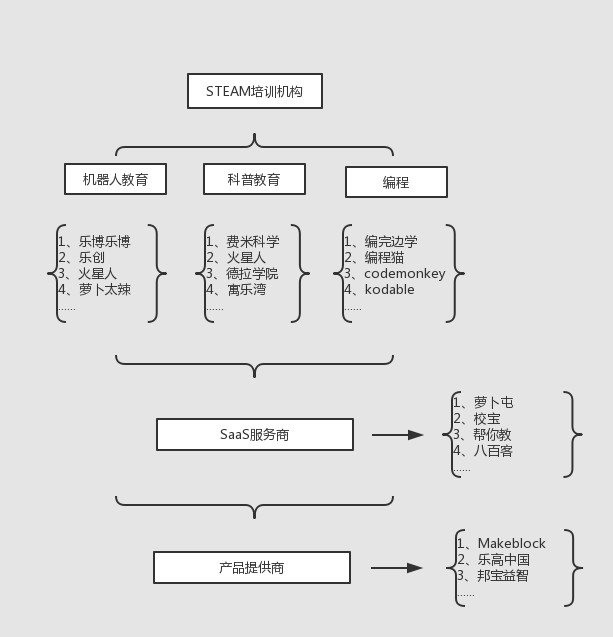 STEAM培训机构
机器人教育
科普教育
编程
1、乐博乐博
2、乐创
3、火星人
4、萝卜太辣
......
1、费米科学
2、火星人
3、德拉学院
4、寓乐湾
......
1、编完边学
2、编程猫
3、codemonkey
4、kodable
......
SaaS服务商
1、萝卜屯
2、校宝
3、帮你教
4、八百客
......
产品提供商
1、Makeblock
2、乐高中国
3、邦宝益智
......